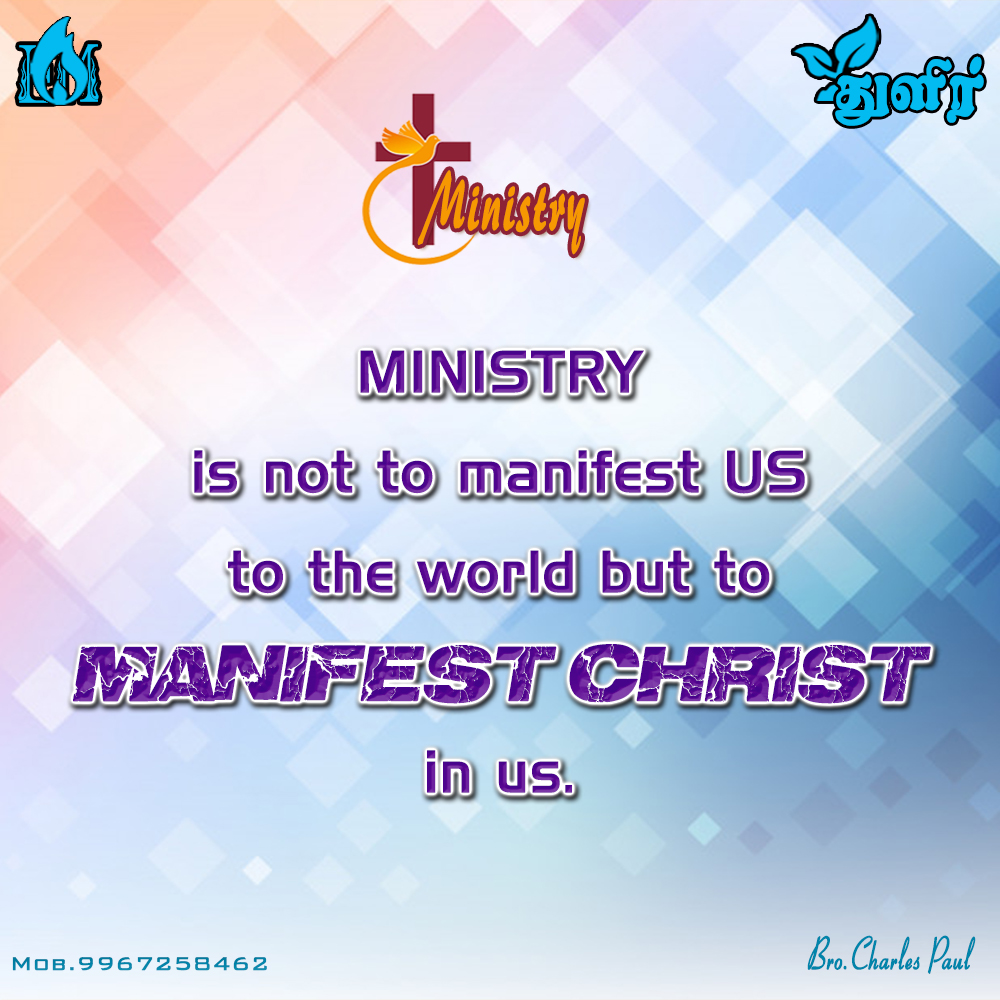 துளிர்
Ministry
MINISTRY
is not to manifest US
to the world but to
MANIFEST CHRIST
in us.
Mob.9967258462
Bro.Charles Paul